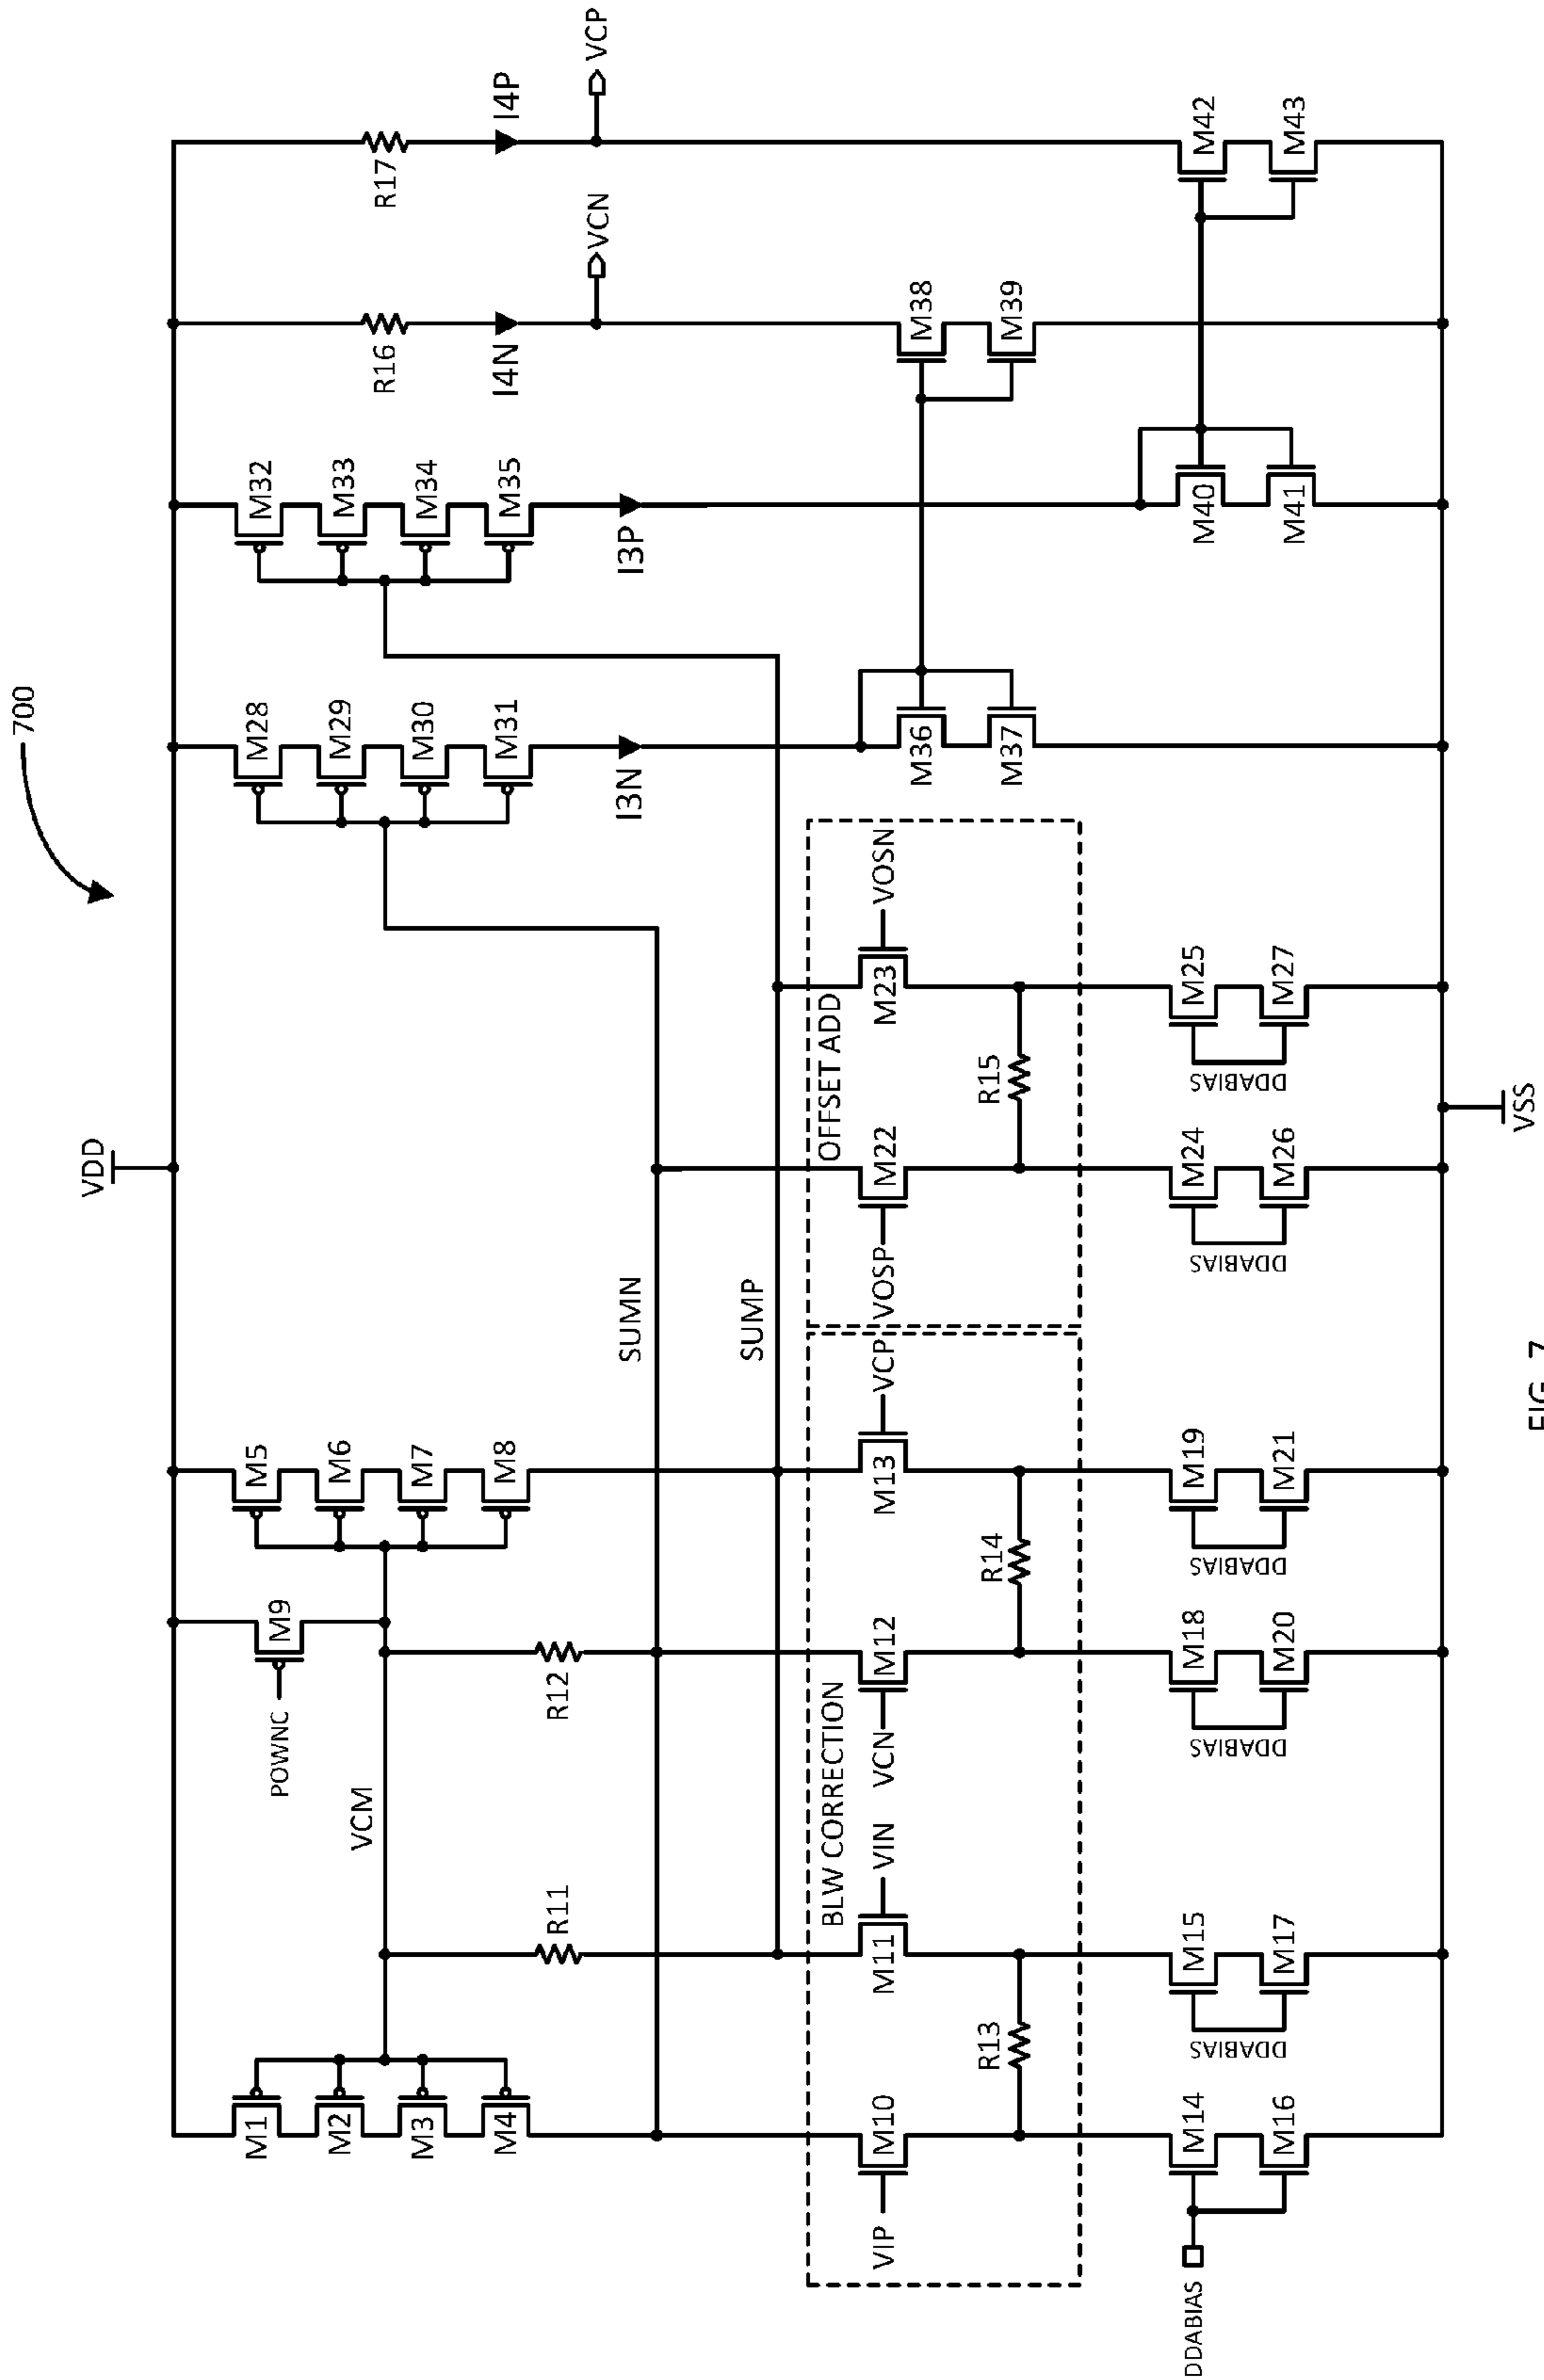 700
VDD
M1
M2
M3
M4
VCM
POWNC
M9
M5
M6
M7
M8
M28
M29
M30
M31
M32
M33
M34
M35
R16
R17
I3N
I3P
I4N
I4P
VCN
VCP
R11
R12
SUMN
SUMP
BLW CORRECTION
OFFSET ADD
VIP
M10
M11
VIN
VCN
M12
M13
VCP
VOSP
M22
M23
VOSN
R13
R14
R15
M36
M37
M38
M39
DDABIAS
M14
M16
DDABIAS
M15
M17
DDABIAS
M18
M20
DDABIAS
M19
M21
DDABIAS
M24
M26
DDABIAS
M25
M27
M40
M41
M42
M43
VSS
FIG. 7